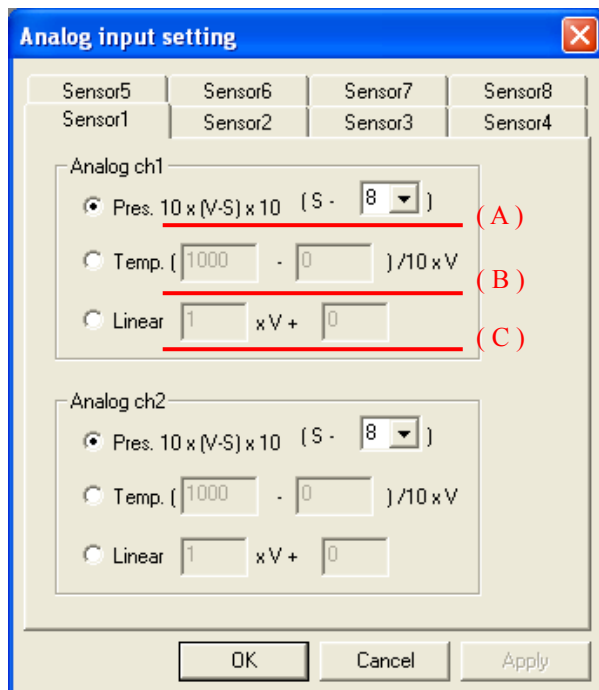 Analog input setting
Sensor5 Sensor6 Sensor7 Sensor8
Sensor1 Sensor2 Sensor3 Sensor4
Analog ch1
Pres. 10 x (V-S) x 10 ( S - 8 )
( A )
Temp. ( 1000 - 0 ) /10 x V
( B )
Linear 1 x V + 0
( C )
Analog ch2
Pres. 10 x (V-S) x 10 ( S - 8 )
Temp. ( 1000 - 0 ) /10 x V
Linear 1 x V + 0
OK Cancel Apply